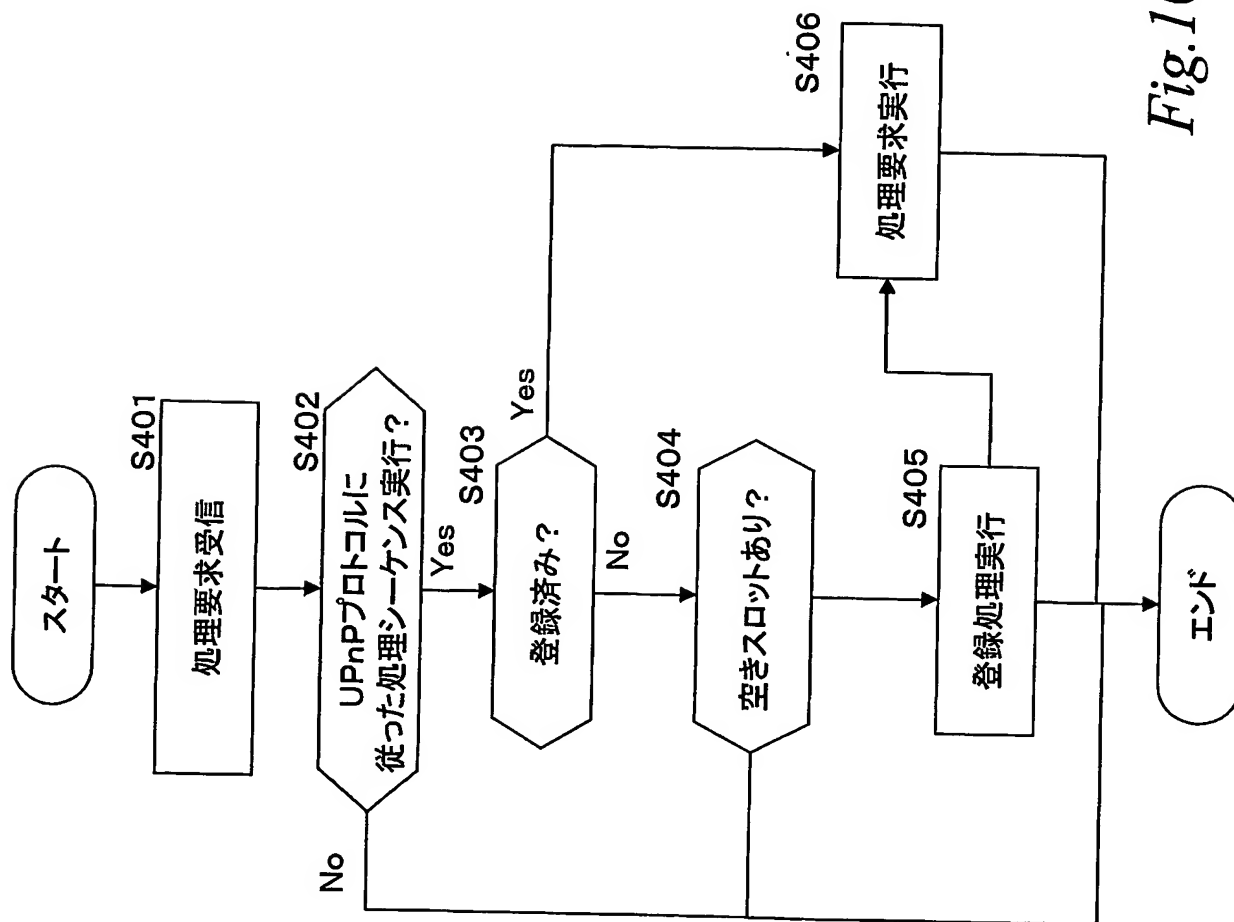 スタート
S401
処理要求受信
S402
UPnPプロトコルに
従った処理シーケンス実行?
No
Yes
S403
登録済み?
Yes
No
S404
空きスロットあり?
S405
登録処理実行
S406
処理要求実行
エンド